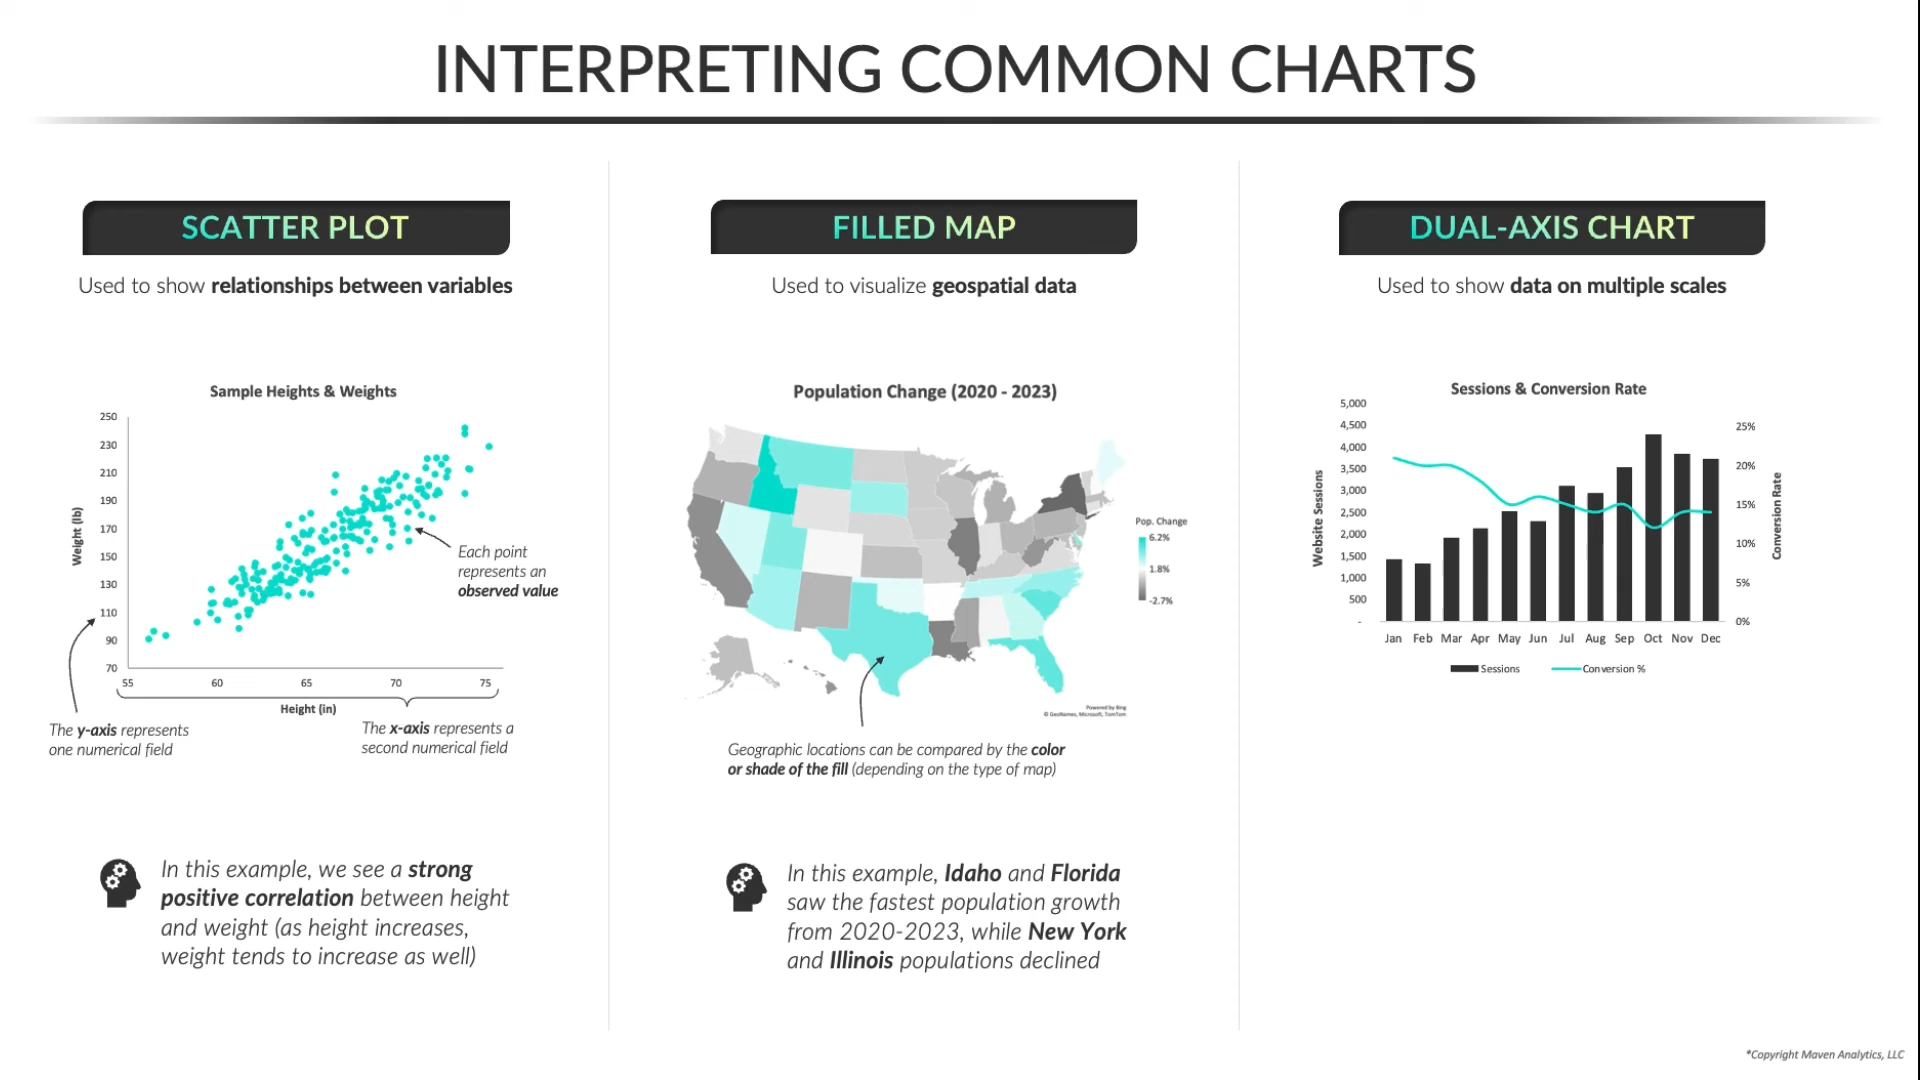 INTERPRETING COMMON CHARTS
SCATTER PLOT
Used to show relationships between variables
Sample Heights & Weights
250
230
210
190
170
150
130
110
90
70
Weight (lb)
55 60 65 70 75
Height (in)
Each point
represents an
observed value
The y-axis represents
one numerical field
The x-axis represents a
second numerical field
In this example, we see a strong
positive correlation between height
and weight (as height increases,
weight tends to increase as well)
FILLED MAP
Used to visualize geospatial data
Population Change (2020 - 2023)
Pop. Change
6.2%
1.8%
-2.7%
Powered by Bing
© GeoNames, Microsoft, TomTom
Geographic locations can be compared by the color
or shade of the fill (depending on the type of map)
In this example, Idaho and Florida
saw the fastest population growth
from 2020-2023, while New York
and Illinois populations declined
DUAL-AXIS CHART
Used to show data on multiple scales
Sessions & Conversion Rate
5,000
4,500
4,000
3,500
3,000
2,500
2,000
1,500
1,000
500
-
Website Sessions
25%
20%
15%
10%
5%
0%
Conversion Rate
Jan Feb Mar Apr May Jun Jul Aug Sep Oct Nov Dec
Sessions Conversion %
*Copyright Maven Analytics, LLC